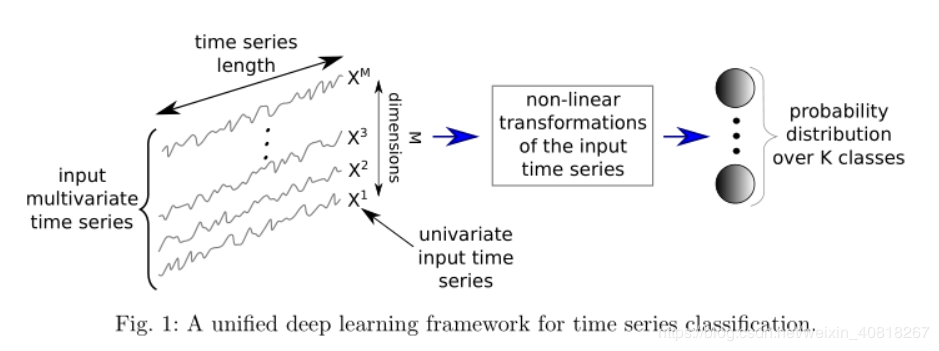 time series
length
X^M
X^3
X^2
X^1
M
dimensions
input
multivariate
time series
univariate
input time
series
non-linear
transformations
of the input
time series
probability
distribution
over K classes
Fig. 1: A unified deep learning framework for time series classification.
https://blog.csdn.net/weixin_40818267